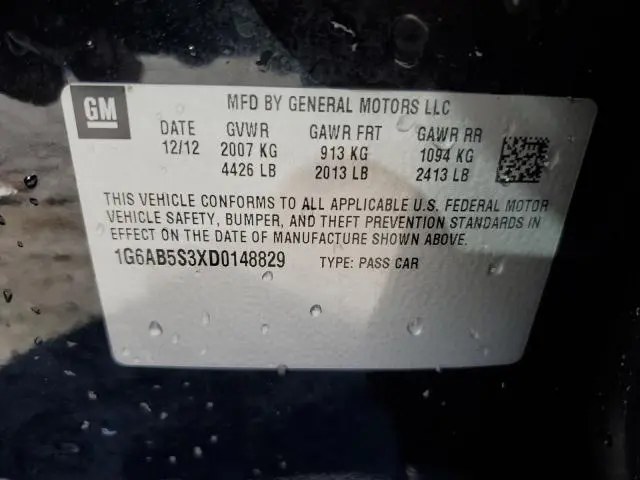 GM
MFD BY GENERAL MOTORS LLC
DATE GVWR GAWR FRT GAWR RR
12/12 2007 KG 913 KG 1094 KG
4426 LB 2013 LB 2413 LB
THIS VEHICLE CONFORMS TO ALL APPLICABLE U.S. FEDERAL MOTOR
VEHICLE SAFETY, BUMPER, AND THEFT PREVENTION STANDARDS IN
EFFECT ON THE DATE OF MANUFACTURE SHOWN ABOVE.
1G6AB5S3XD0148829 TYPE: PASS CAR